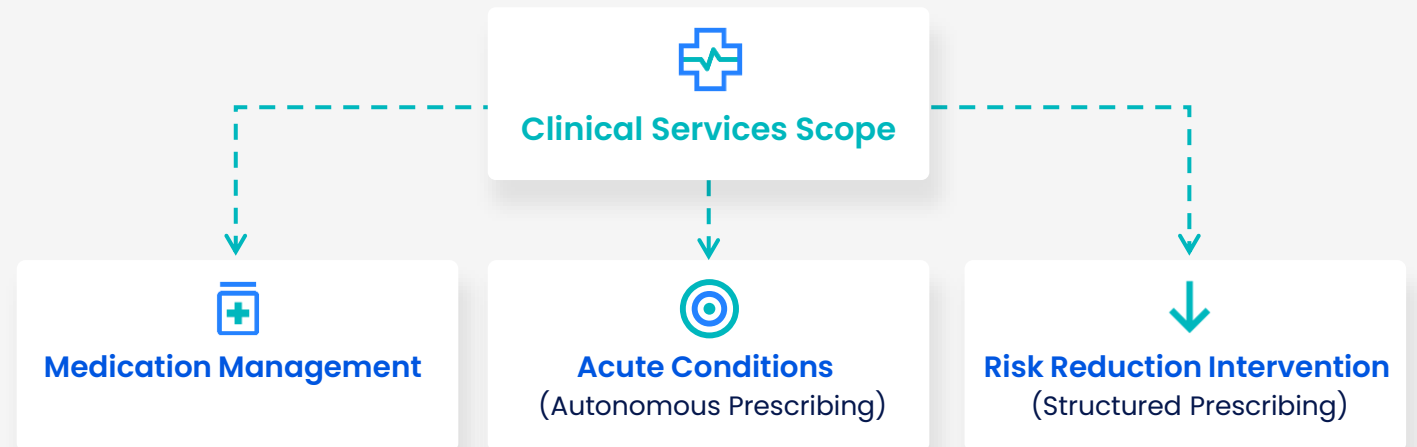 Clinical Services Scope
Medication Management
Acute Conditions
(Autonomous Prescribing)
Risk Reduction Intervention
(Structured Prescribing)